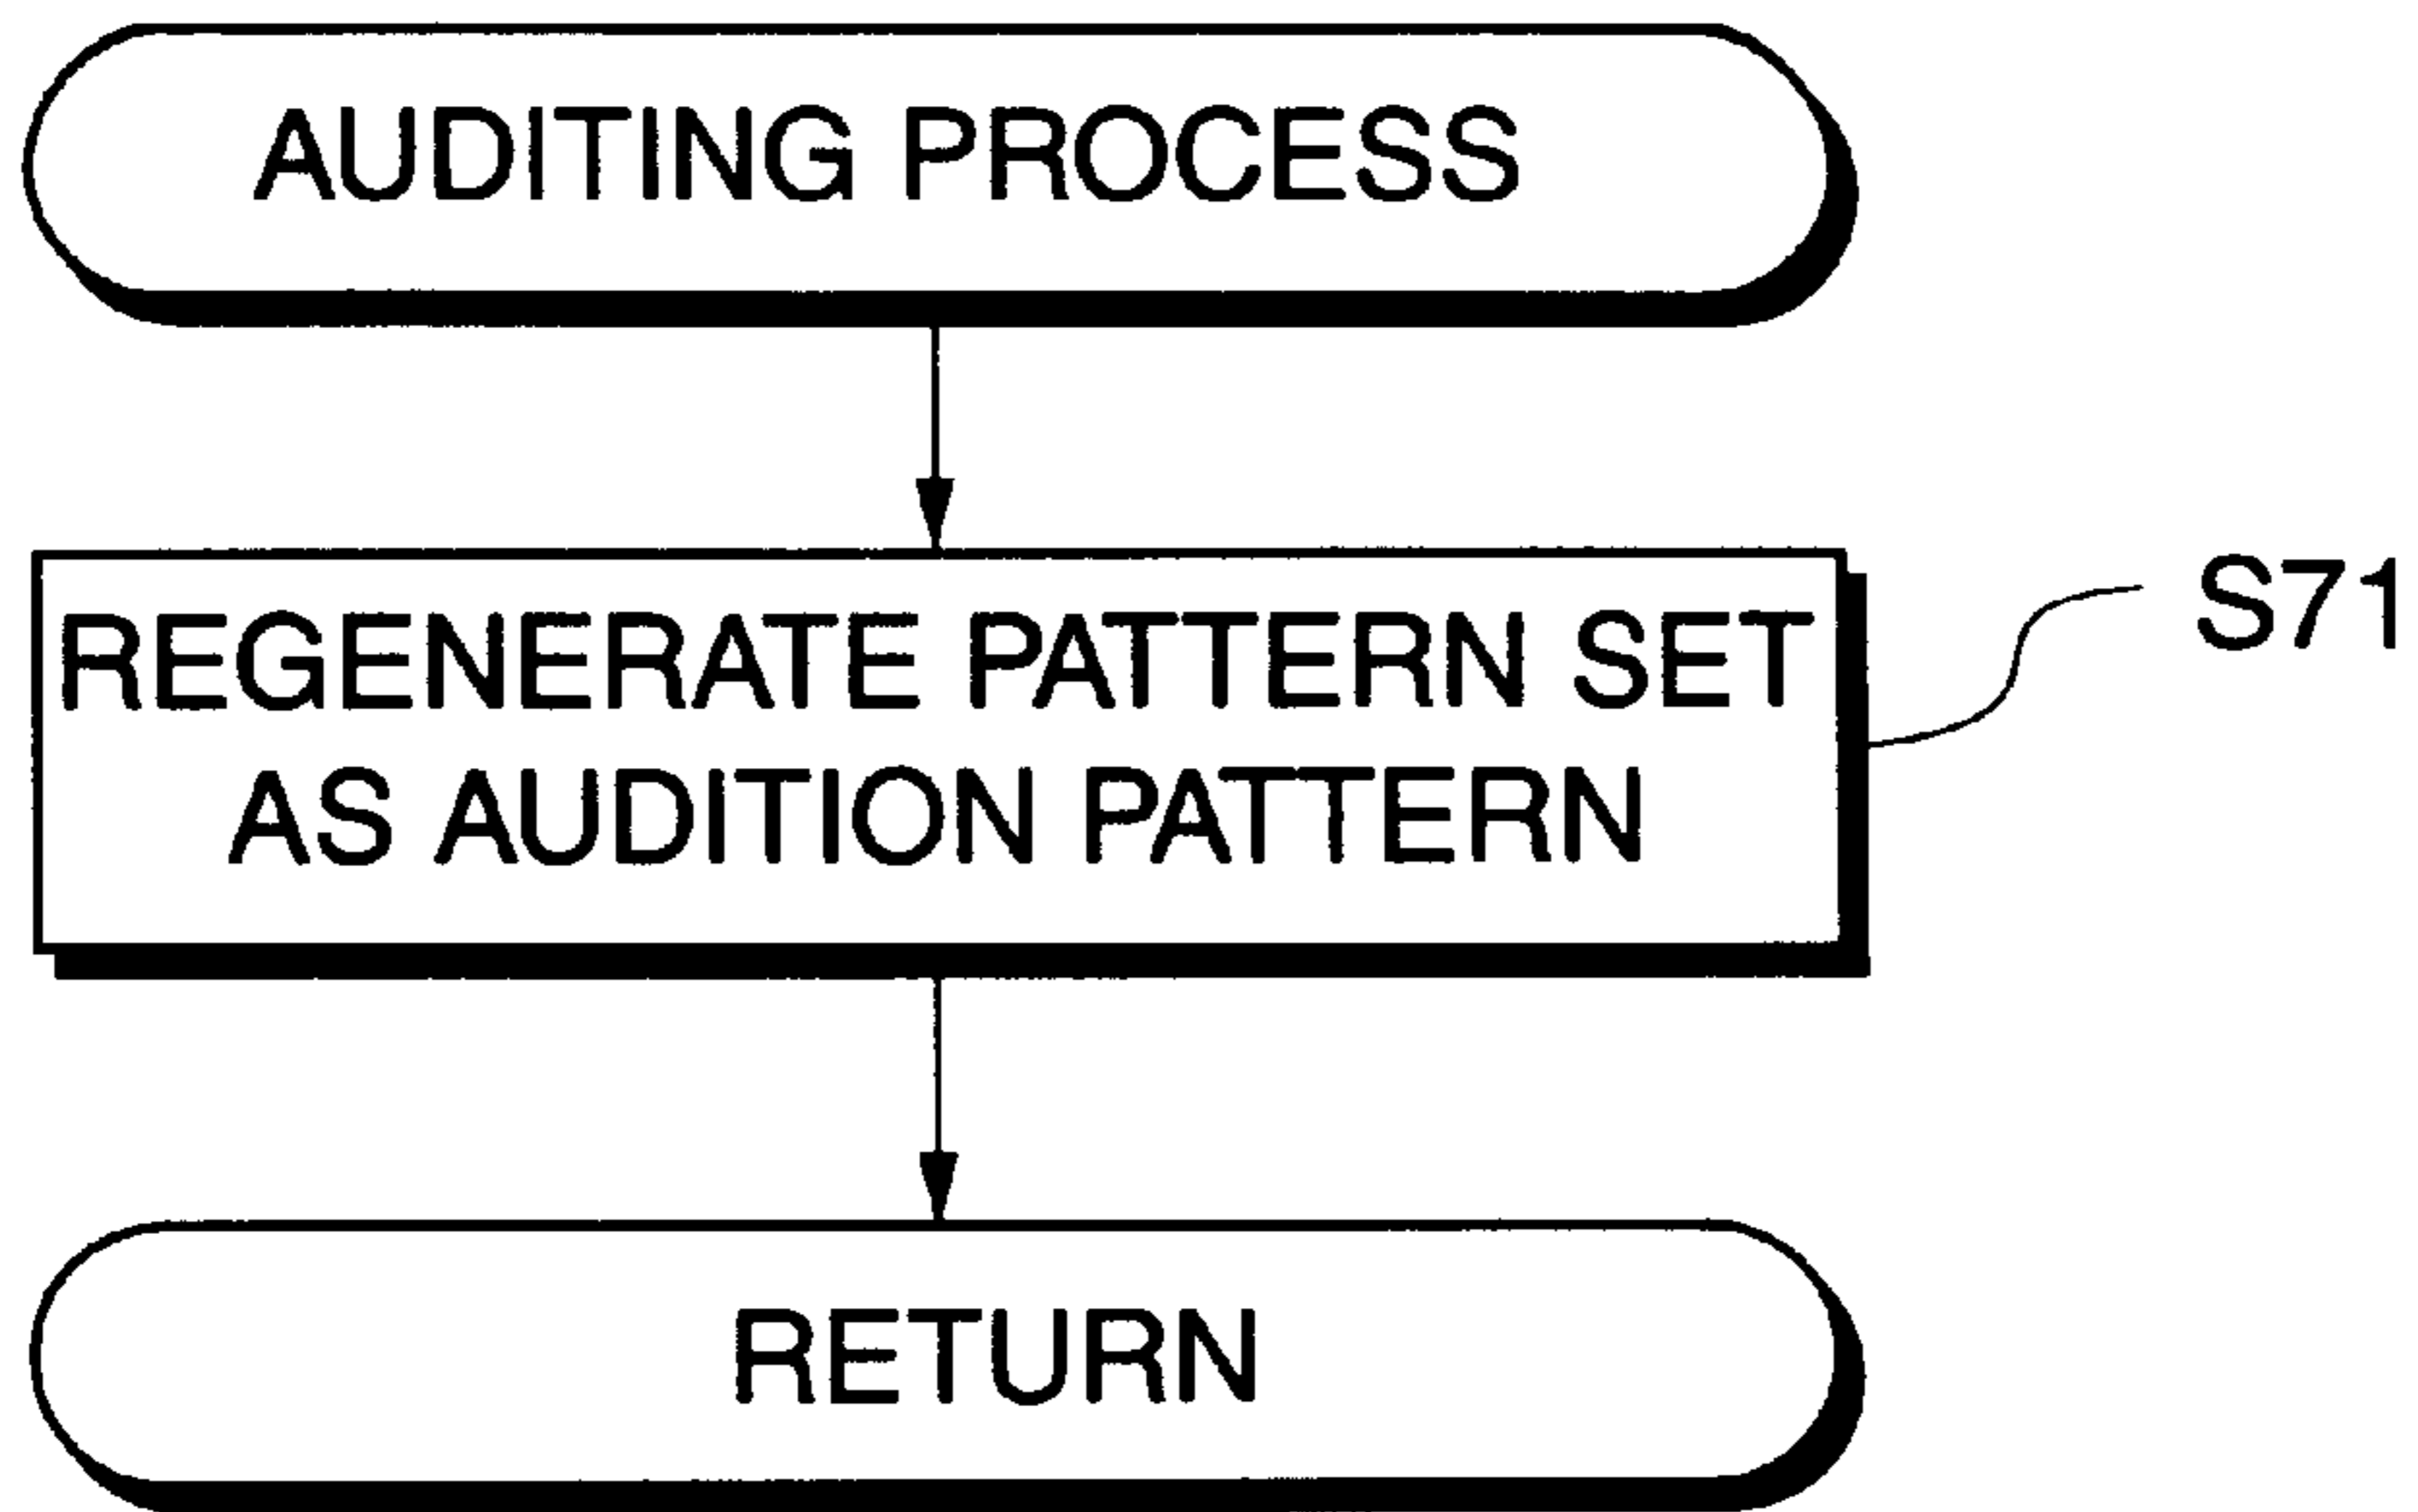 AUDITING PROCESS
REGENERATE PATTERN SET
AS AUDITION PATTERN
S71
RETURN